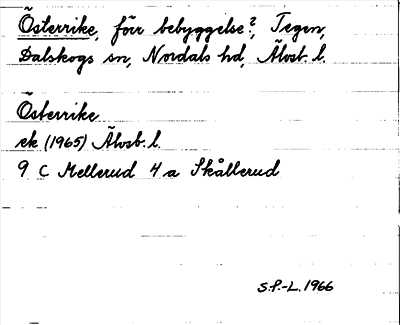 Österrike, förr bebyggelse?, Tegen,
Dalskogs sn, Nordals hd, Älvsb. l.
Österrike
ek (1965) Älvsb. l.
9 C Mellerud 4 a Skållerud
S.P.-L. 1966